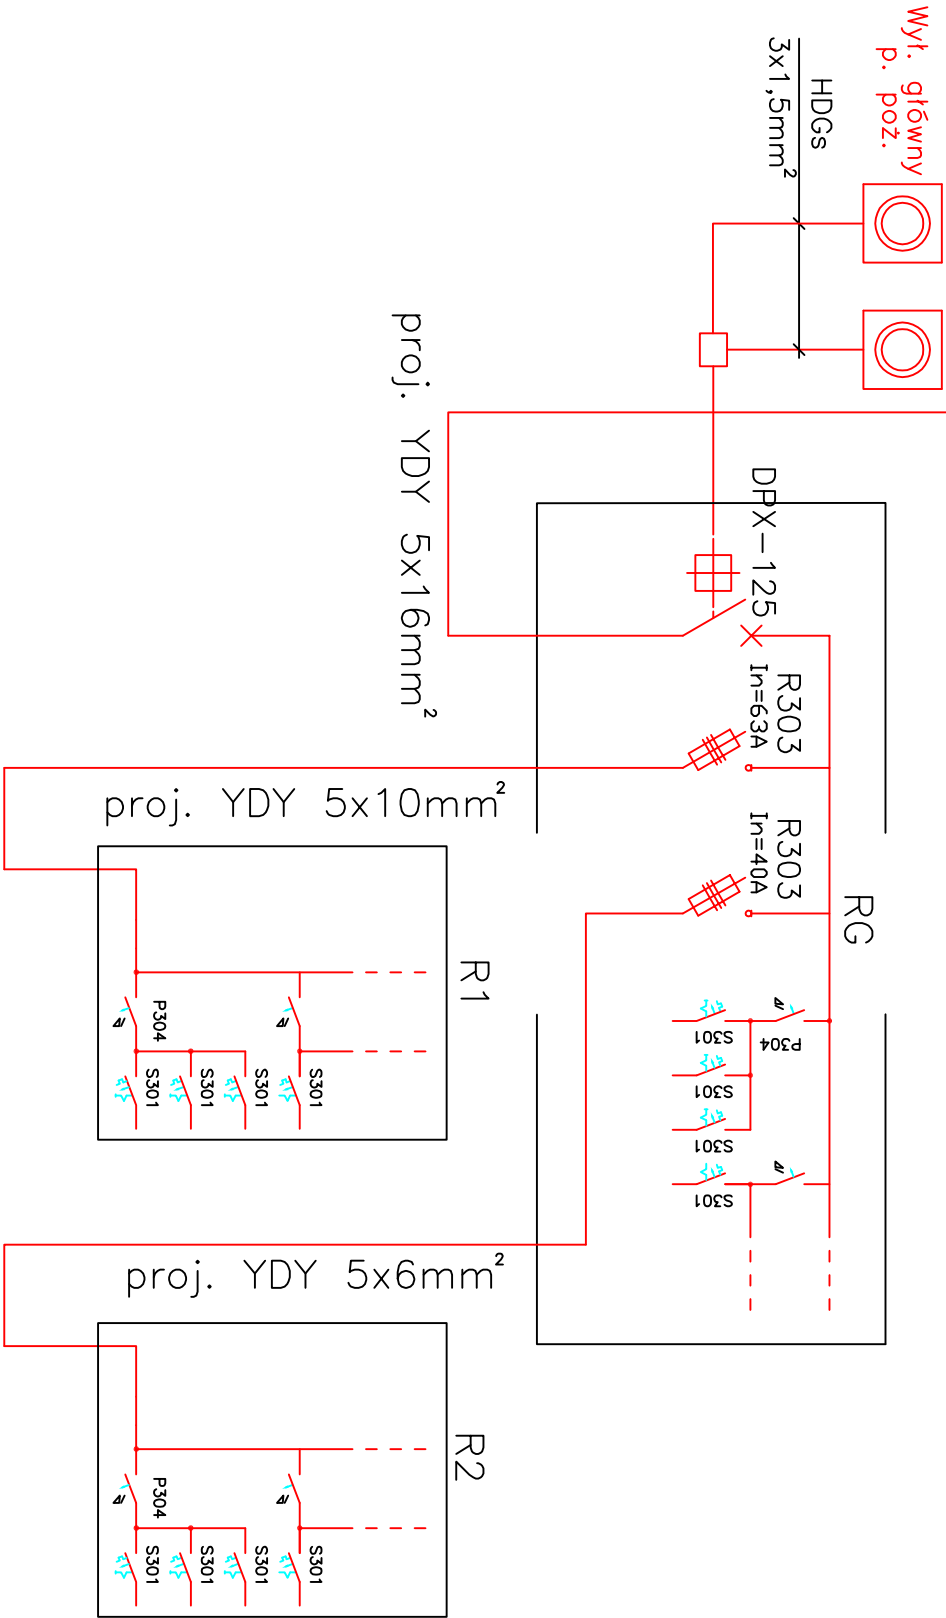 Wył. główny
p. poż.
HDGs
3x1,5mm²
proj. YDY 5x16mm²
DPX-125
R303
In=63A
R303
In=40A
RG
P304
S301
S301
S301
S301
proj. YDY 5x10mm²
R1
P304
S301
S301
S301
S301
proj. YDY 5x6mm²
R2
P304
S301
S301
S301
S301